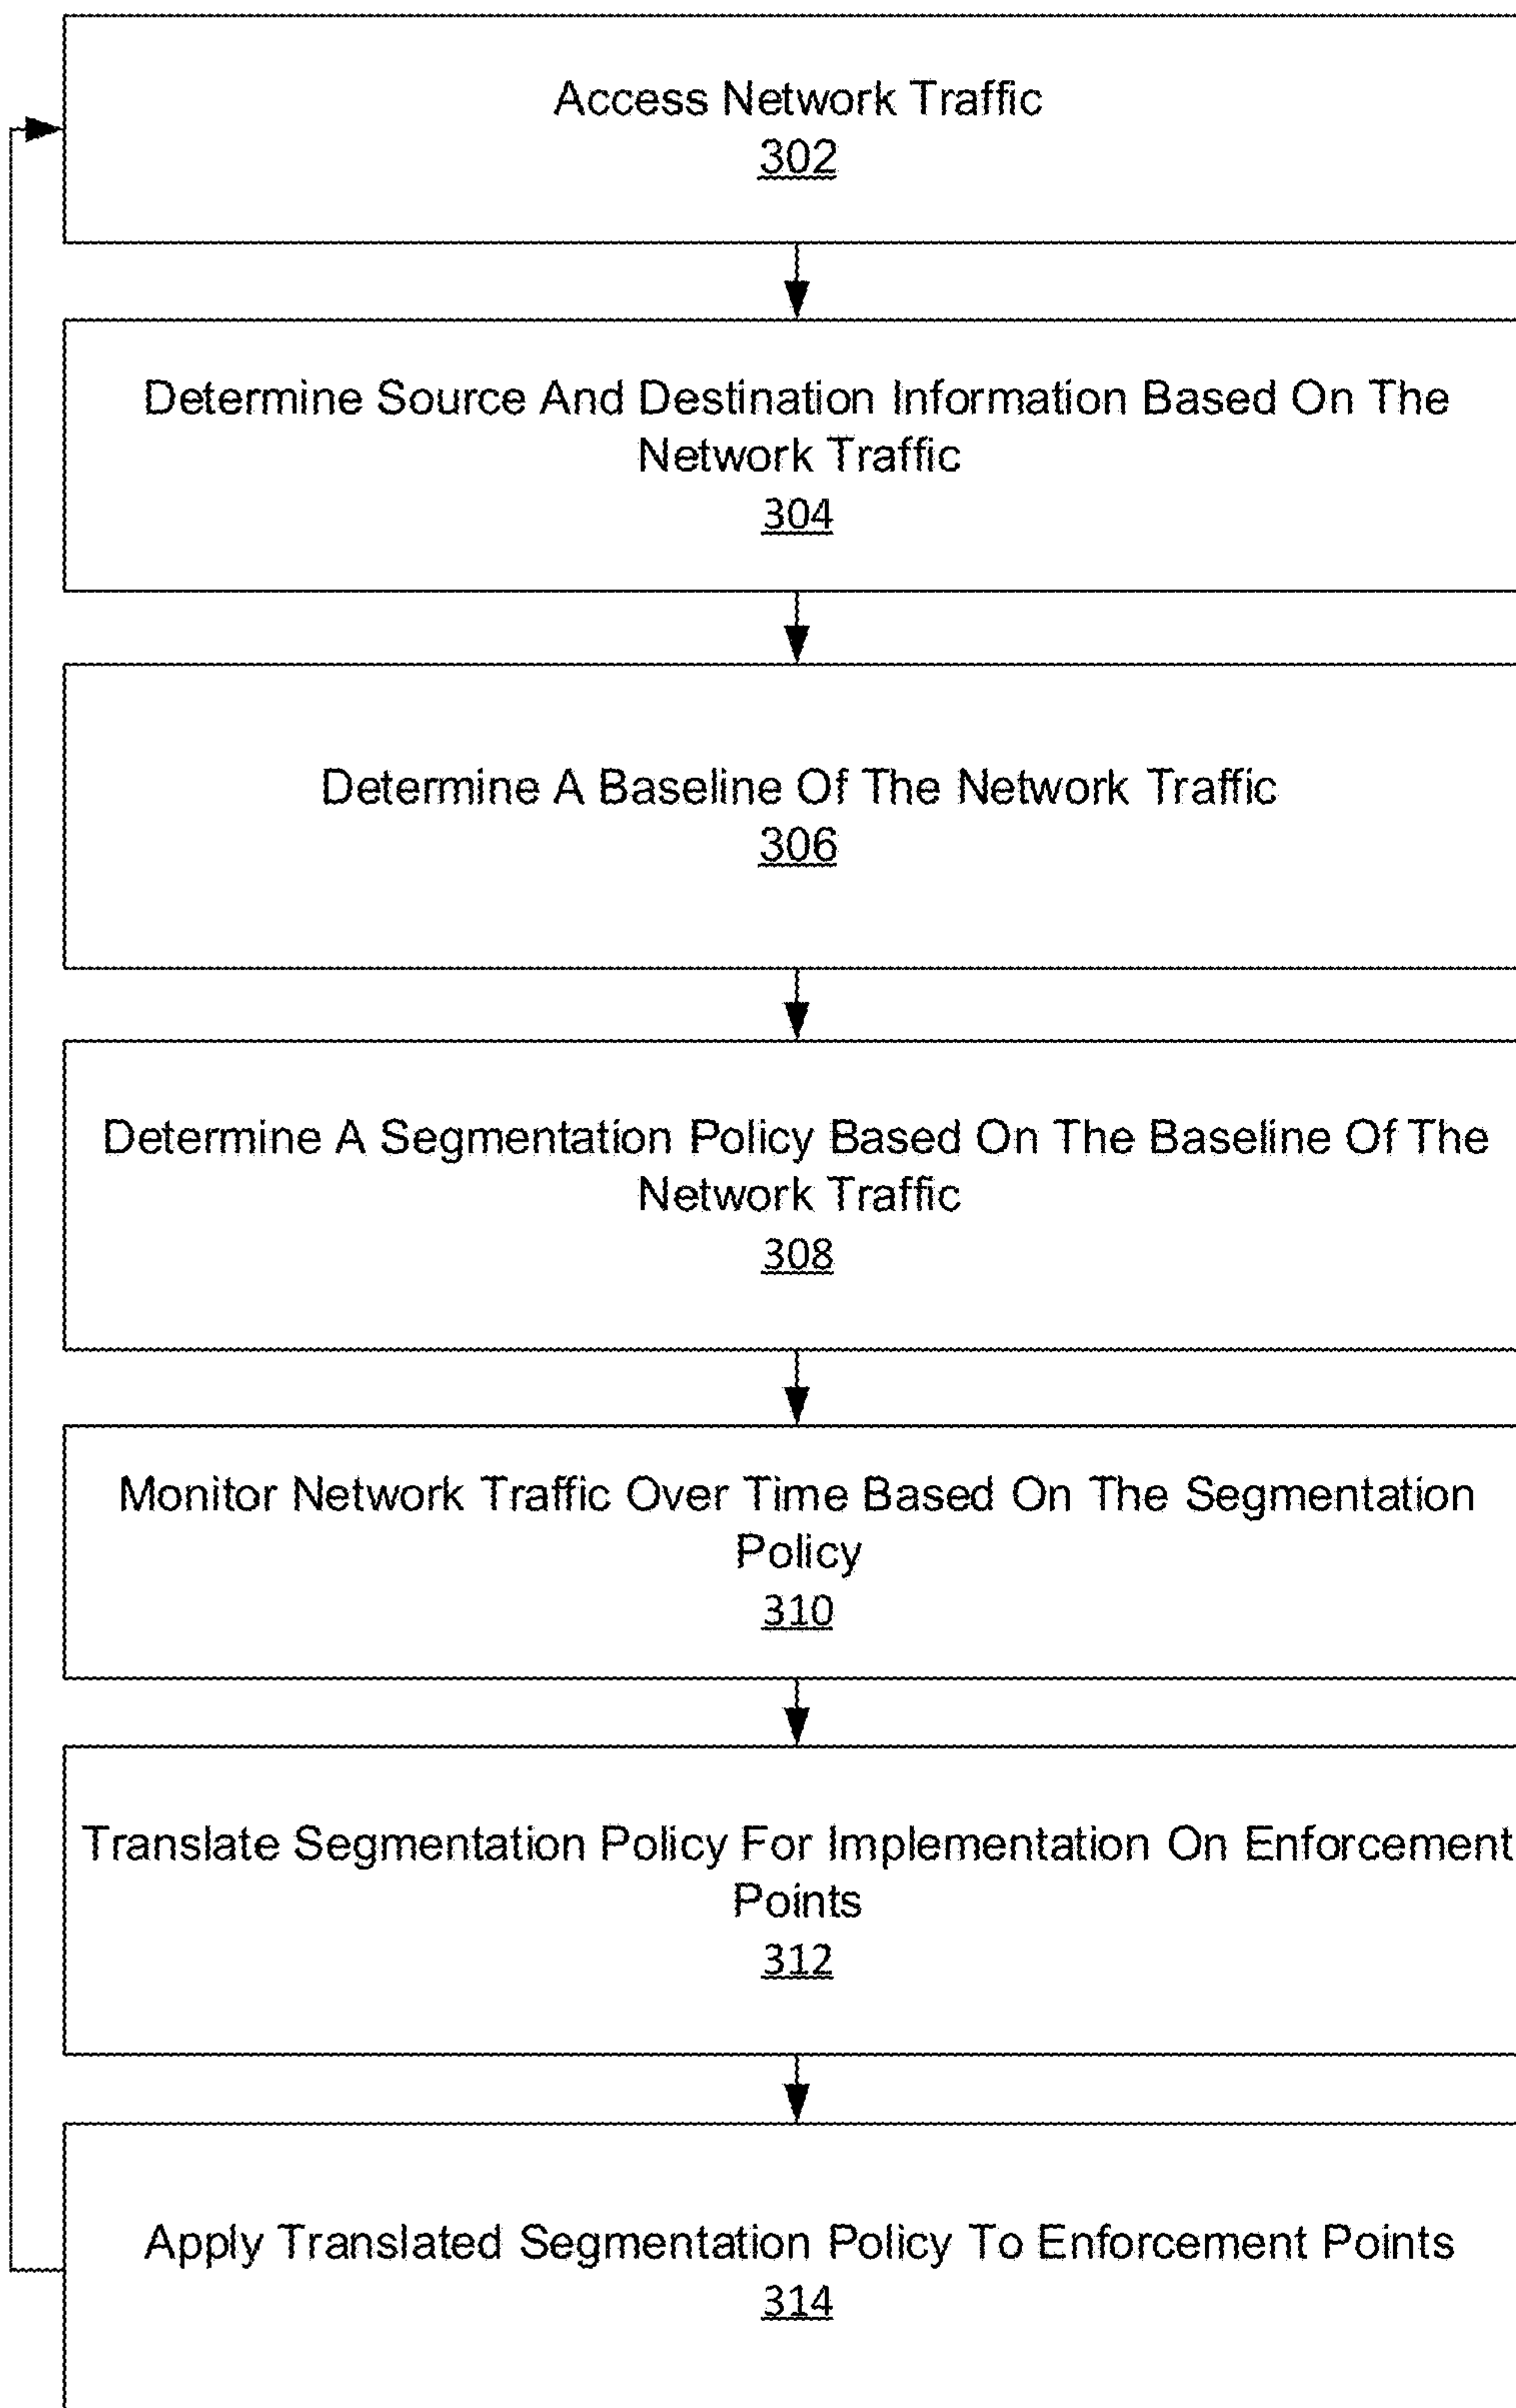 Access Network Traffic
302
Determine Source And Destination Information Based On The
Network Traffic
304
Determine A Baseline Of The Network Traffic
306
Determine A Segmentation Policy Based On The Baseline Of The
Network Traffic
308
Monitor Network Traffic Over Time Based On The Segmentation
Policy
310
Translate Segmentation Policy For Implementation On Enforcement
Points
312
Apply Translated Segmentation Policy To Enforcement Points
314